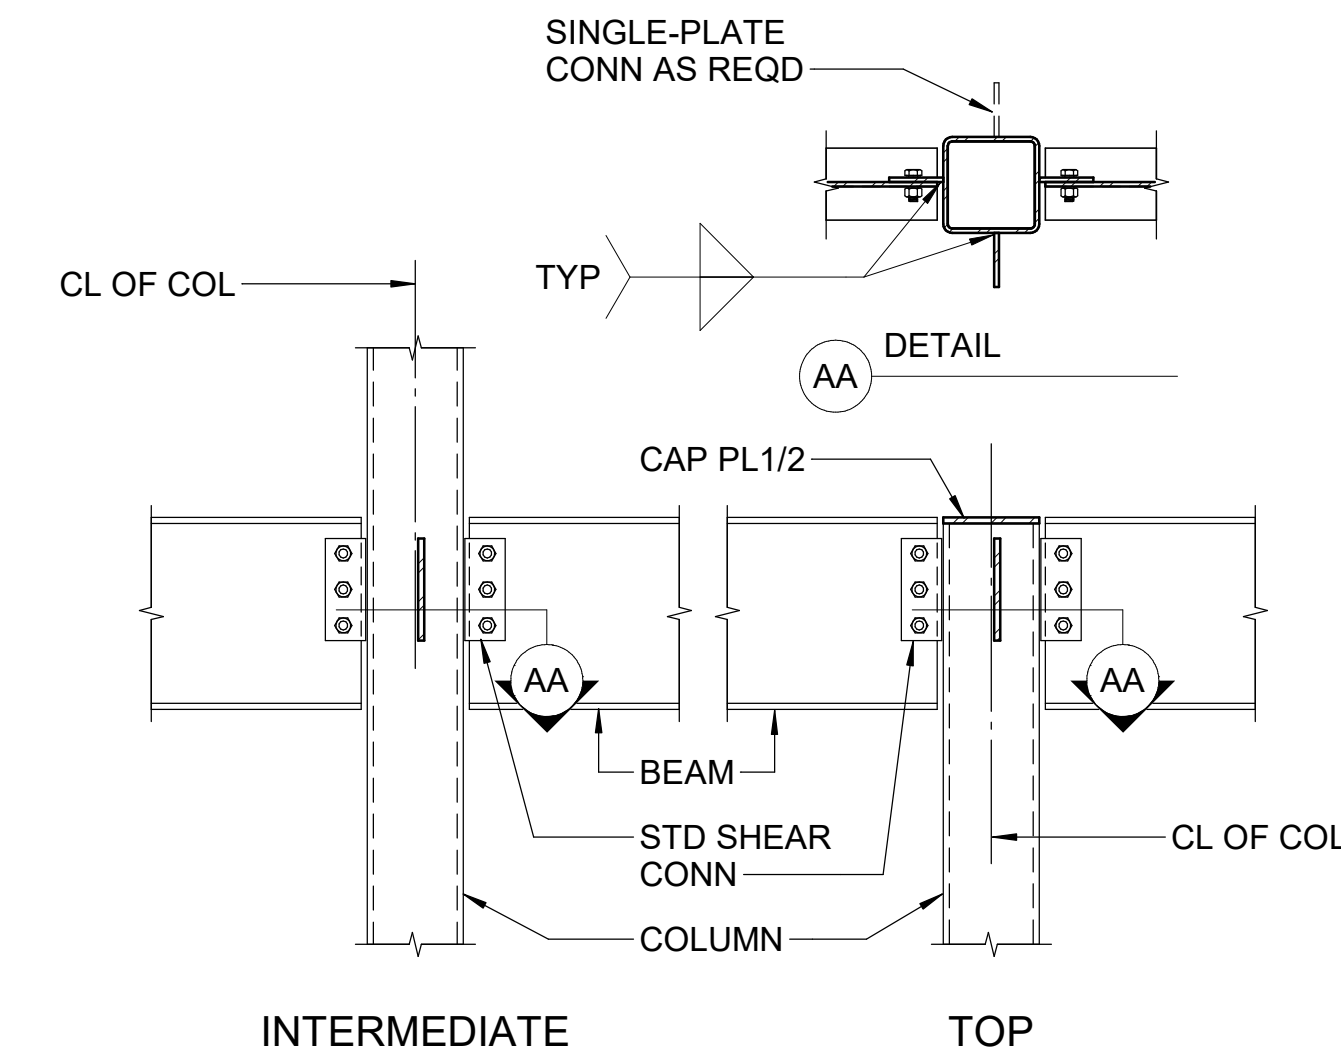 SINGLE-PLATE
CONN AS REQD
CL OF COL
TYP
DETAIL
AA
CAP PL1/2
AA
AA
BEAM
STD SHEAR
CONN
CL OF COL
COLUMN
INTERMEDIATE
TOP